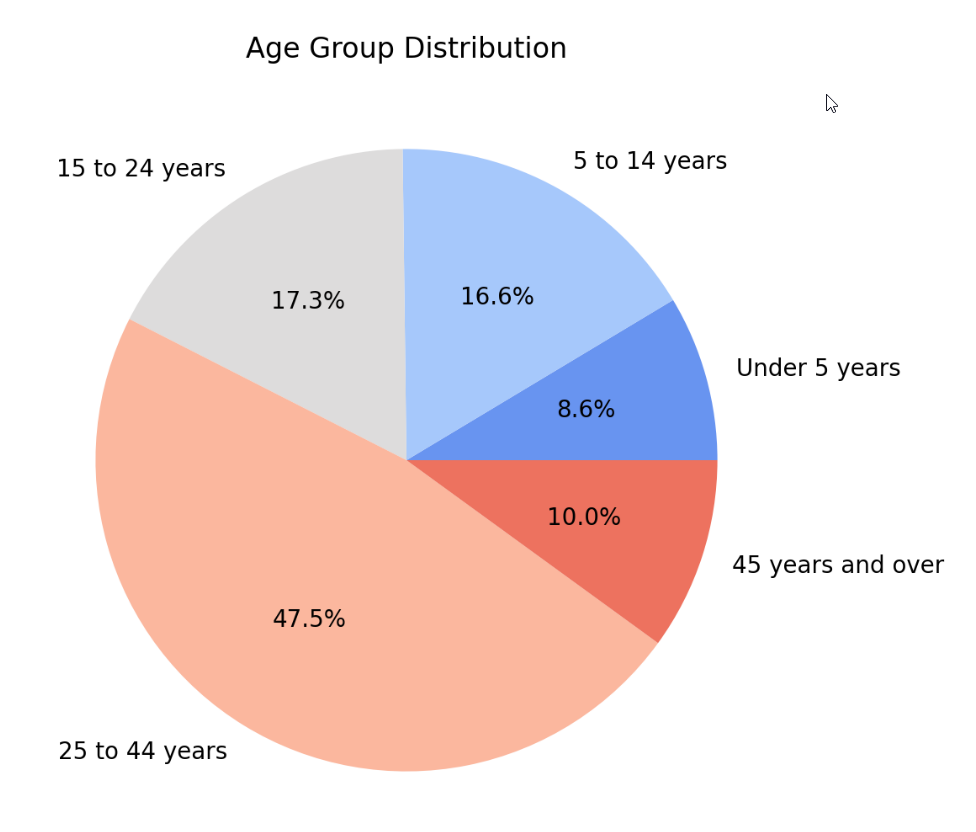 Age Group Distribution
15 to 24 years
5 to 14 years
17.3%
16.6%
Under 5 years
8.6%
10.0%
45 years and over
47.5%
25 to 44 years